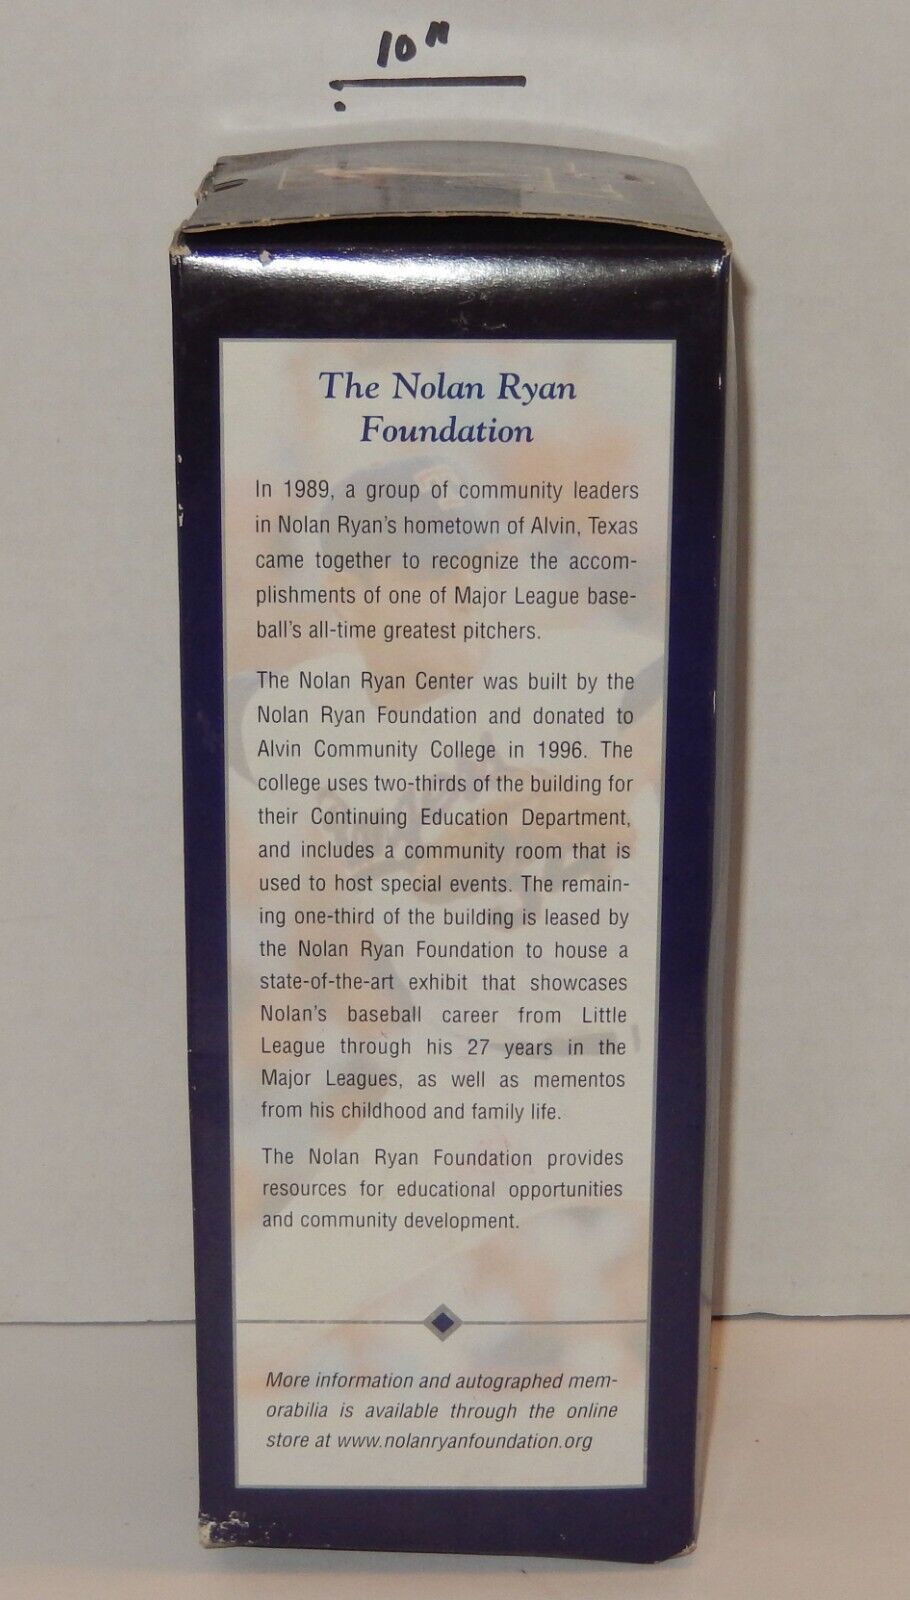 10"
The Nolan Ryan
Foundation
In 1989, a group of community leaders
in Nolan Ryan's hometown of Alvin, Texas
came together to recognize the accom-
plishments of one of Major League base-
ball's all-time greatest pitchers.
The Nolan Ryan Center was built by the
Nolan Ryan Foundation and donated to
Alvin Community College in 1996. The
college uses two-thirds of the building for
their Continuing Education Department,
and includes a community room that is
used to host special events. The remain-
ing one-third of the building is leased by
the Nolan Ryan Foundation to house a
state-of-the-art exhibit that showcases
Nolan's baseball career from Little
League through his 27 years in the
Major Leagues, as well as mementos
from his childhood and family life.
The Nolan Ryan Foundation provides
resources for educational opportunities
and community development.
More information and autographed mem-
orabilia is available through the online
store at www.nolanryanfoundation.org